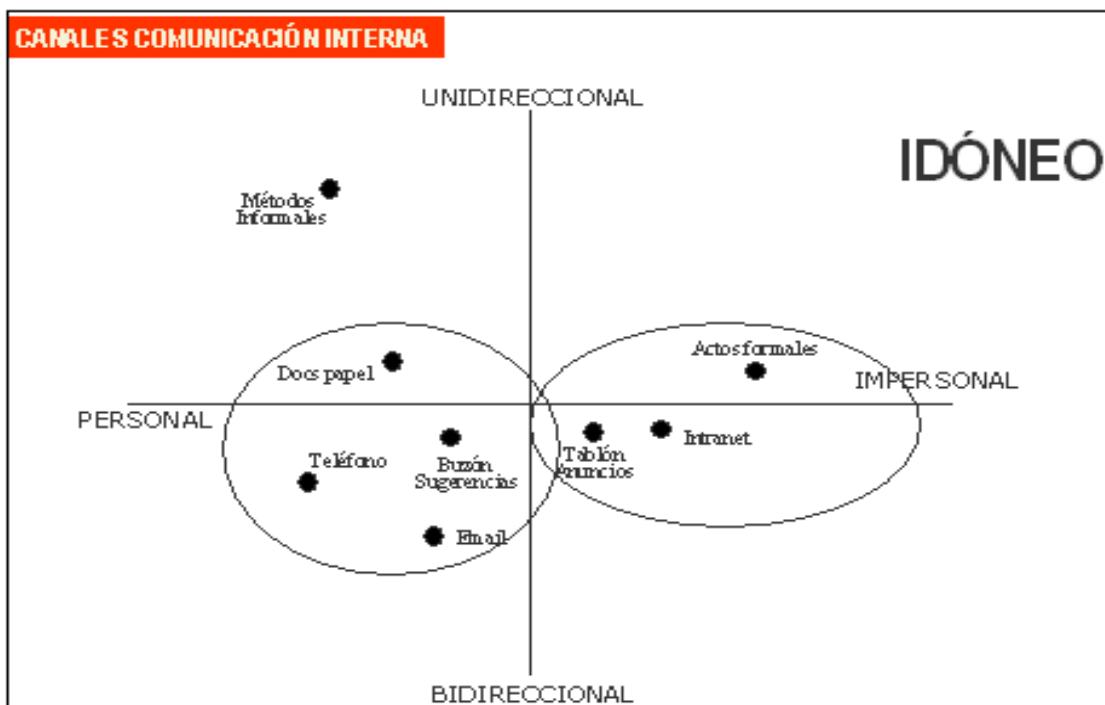 CANALES COMUNICACIÓN INTERNA
UNIDIRECCIONAL
IDÓNEO
Métodos
Informales
Actos formales
Docs papel
IMPERSONAL
PERSONAL
Teléfono
Buzón
Sugerencias
Tablón
Anuncios
Intranet
Email
BIDIRECCIONAL